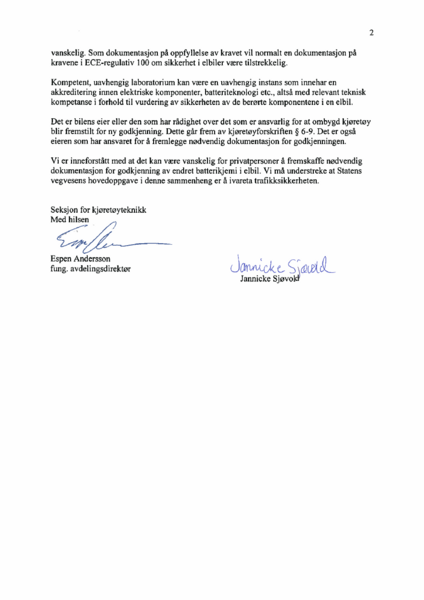 2
vanskelig. Som dokumentasjon på oppfyllelse av kravet vil normalt en dokumentasjon på
kravene i ECE-regulativ 100 om sikkerhet i elbiler være tilstrekkelig.
Kompetent, uavhengig laboratorium kan være en uavhengig instans som innehar en
akkreditering innen elektriske komponenter, batteriteknologi etc., altså med relevant teknisk
kompetanse i forhold til vurdering av sikkerheten av de berørte komponentene i en elbil.
Det er bilens eier eller den som har rådighet over det som er ansvarlig for at ombygd kjøretøy
blir fremstilt for ny godkjenning. Dette går frem av kjøretøyforskriften § 6-9. Det er også
eieren som har ansvaret for å fremlegge nødvendig dokumentasjon for godkjenningen.
Vi er inneforstått med at det kan være vanskelig for privatpersoner å fremskaffe nødvendig
dokumentasjon for godkjenning av endret batterikjemi i elbil. Vi må understreke at Statens
vegvesens hovedoppgave i denne sammenheng er å ivareta trafikksikkerheten.
Seksjon for kjøretøyteknikk
Med hilsen
Espen Andersson
fung. avdelingsdirektør
Jannicke Sjøvold
Jannicke Sjøvold